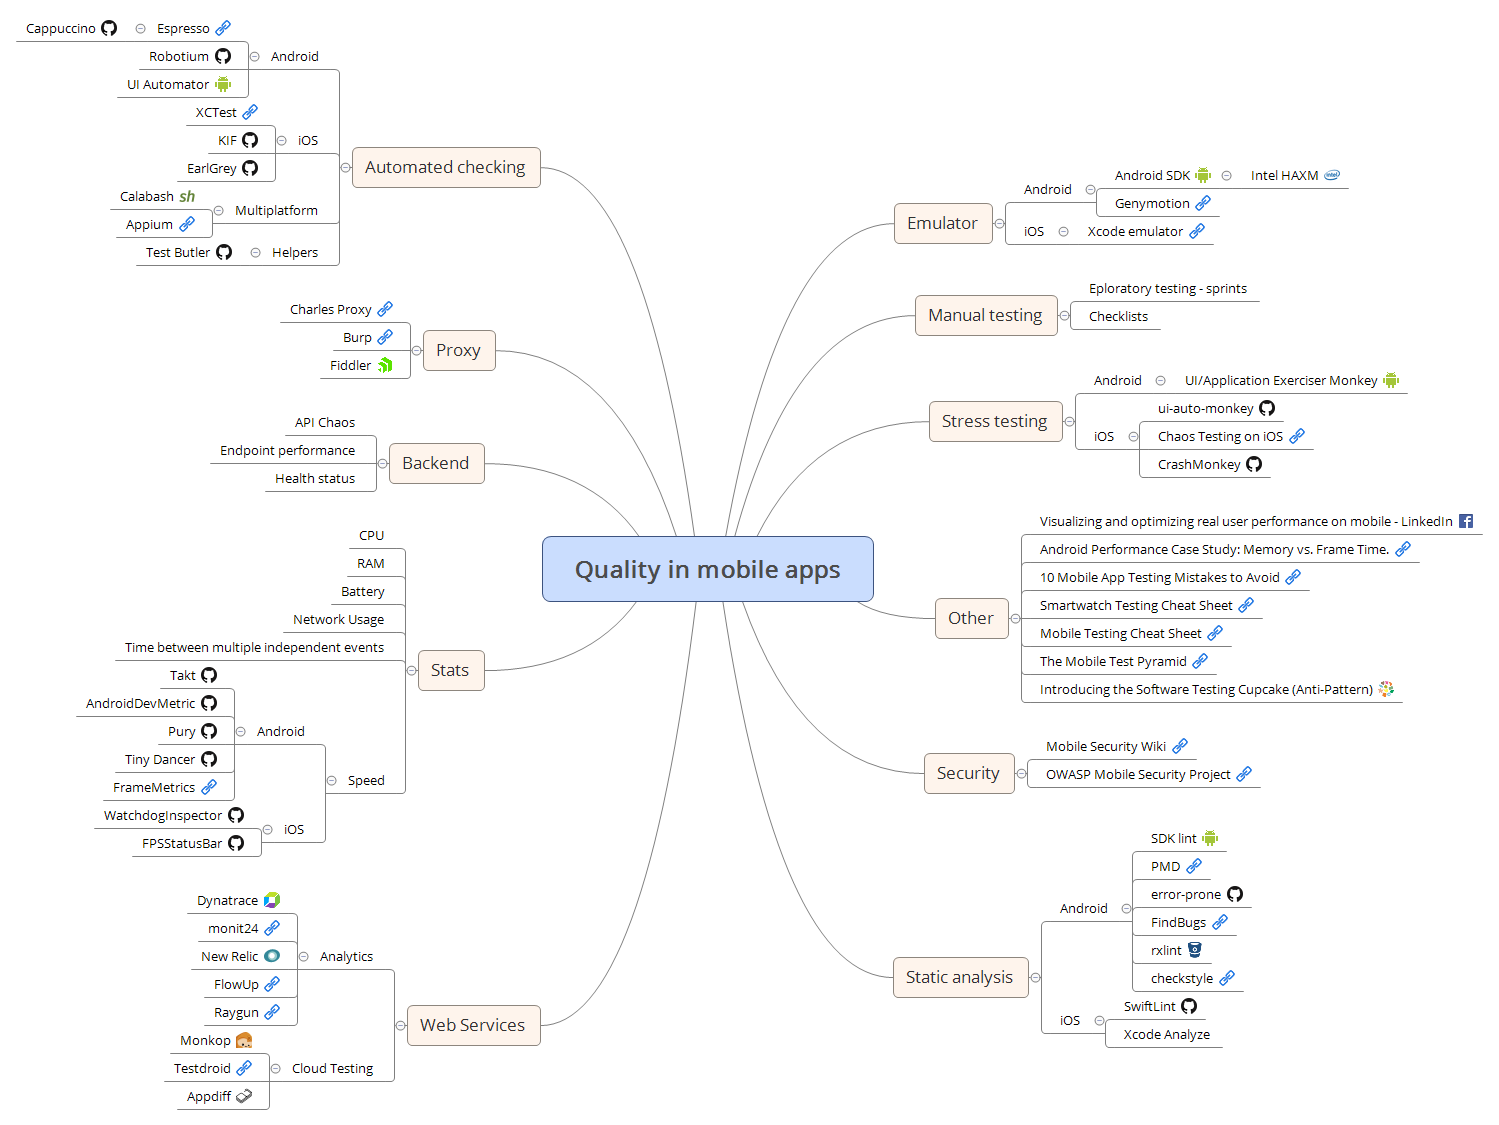 Quality in mobile apps
Automated checking
Android
Espresso
Cappuccino
Robotium
UI Automator
iOS
XCTest
KIF
EarlGrey
Multiplatform
Calabash sh
Appium
Helpers
Test Butler
Proxy
Charles Proxy
Burp
Fiddler
Backend
API Chaos
Endpoint performance
Health status
Stats
CPU
RAM
Battery
Network Usage
Time between multiple independent events
Speed
Android
Takt
AndroidDevMetric
Pury
Tiny Dancer
FrameMetrics
iOS
WatchdogInspector
FPSStatusBar
Web Services
Analytics
Dynatrace
monit24
New Relic
FlowUp
Raygun
Cloud Testing
Monkop
Testdroid
Appdiff
Emulator
Android
Android SDK
Intel HAXM intel
Genymotion
iOS
Xcode emulator
Manual testing
Eploratory testing - sprints
Checklists
Stress testing
Android
UI/Application Exerciser Monkey
iOS
ui-auto-monkey
Chaos Testing on iOS
CrashMonkey
Other
Visualizing and optimizing real user performance on mobile - LinkedIn
Android Performance Case Study: Memory vs. Frame Time.
10 Mobile App Testing Mistakes to Avoid
Smartwatch Testing Cheat Sheet
Mobile Testing Cheat Sheet
The Mobile Test Pyramid
Introducing the Software Testing Cupcake (Anti-Pattern)
Security
Mobile Security Wiki
OWASP Mobile Security Project
Static analysis
Android
SDK lint
PMD
error-prone
FindBugs
rxlint
checkstyle
iOS
SwiftLint
Xcode Analyze